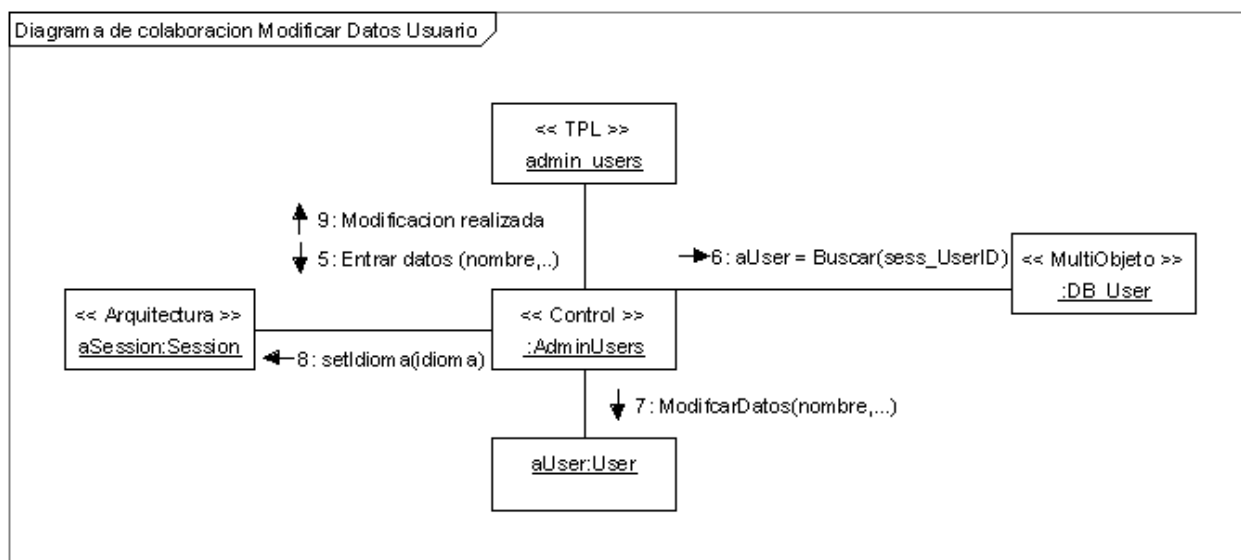 Diagrama de colaboracion Modificar Datos Usuario
<< TPL >>
admin_users
9: Modificacion realizada
5: Entrar datos (nombre,..)
6: aUser = Buscar(sess_UserID)
<< MultiObjeto >>
:DB_User
<< Arquitectura >>
aSession:Session
8: setIdioma(idioma)
<< Control >>
:AdminUsers
7: ModifcarDatos(nombre,...)
aUser:User